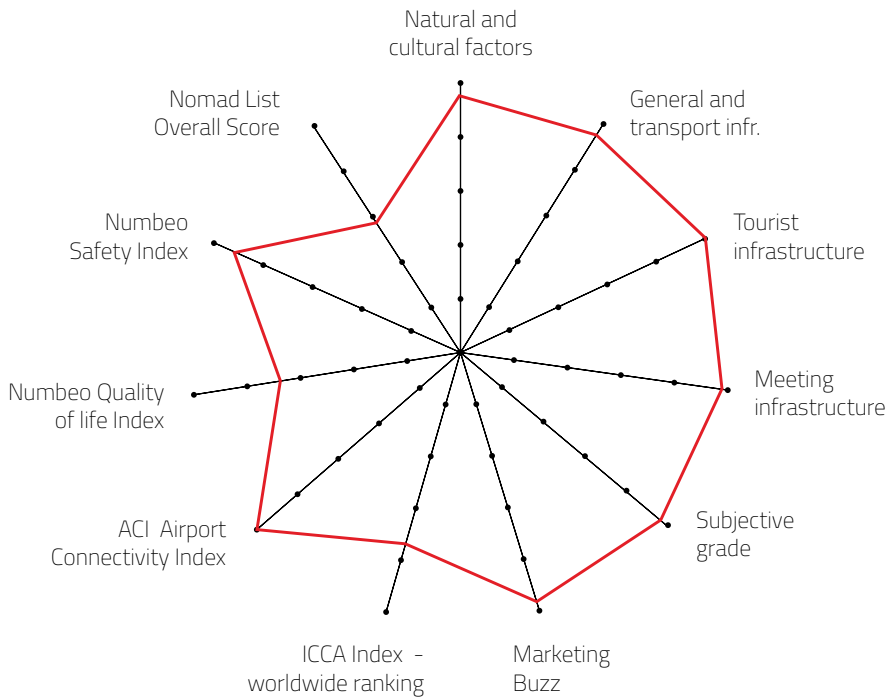 Natural and
cultural factors
General and
transport infr.
Tourist
infrastructure
Meeting
infrastructure
Subjective
grade
Marketing
Buzz
ICCA Index -
worldwide ranking
ACI Airport
Connectivity Index
Numbeo Quality
of life Index
Numbeo
Safety Index
Nomad List
Overall Score